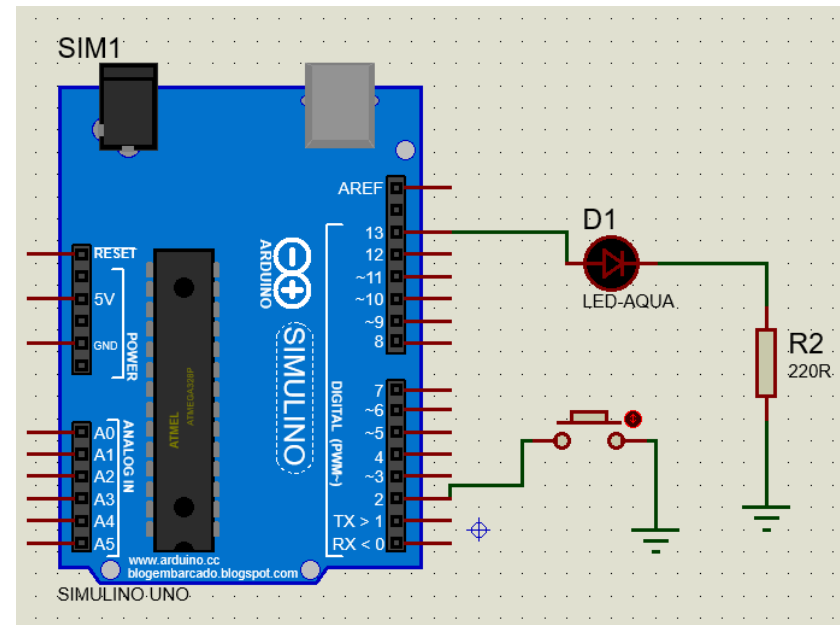 SIM1
AREF
13
12
~11
~10
~9
8
7
~6
~5
4
~3
2
TX > 1
RX < 0
RESET
5V
GND
POWER
A0
A1
A2
A3
A4
A5
ANALOG IN
ATMEL
ATMEGA328P
ARDUINO
SIMULINO
DIGITAL (PWM~)
www.arduino.cc
blogembarcado.blogspot.com
SIMULINO UNO
D1
LED-AQUA
R2
220R